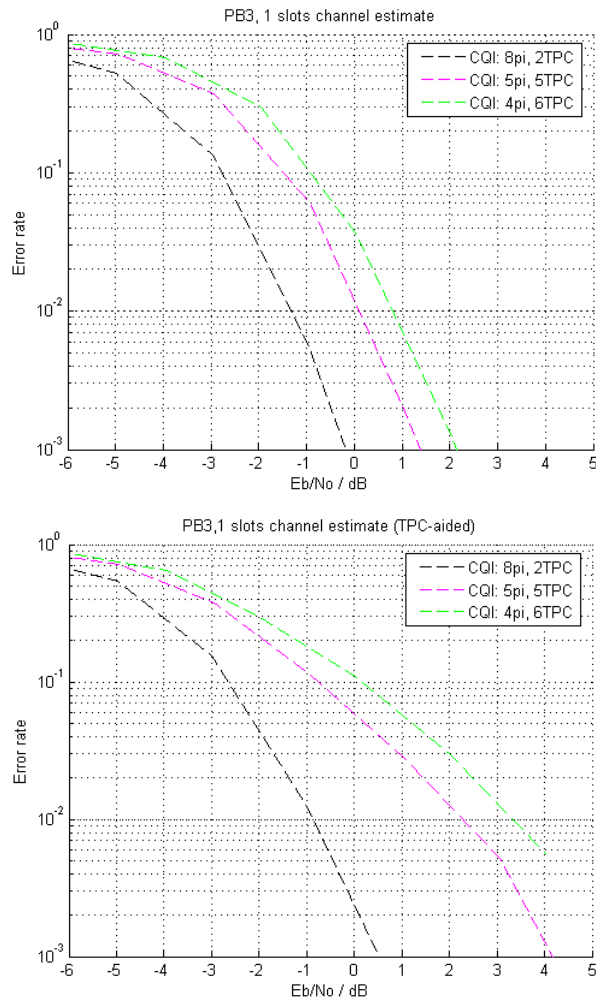 PB3, 1 slots channel estimate
10^0
10^-1
10^-2
10^-3
Error rate
CQI: 8pi, 2TPC
CQI: 5pi, 5TPC
CQI: 4pi, 6TPC
-6 -5 -4 -3 -2 -1 0 1 2 3 4 5
Eb/No / dB
PB3,1 slots channel estimate (TPC-aided)
10^0
10^-1
10^-2
10^-3
Error rate
CQI: 8pi, 2TPC
CQI: 5pi, 5TPC
CQI: 4pi, 6TPC
-6 -5 -4 -3 -2 -1 0 1 2 3 4 5
Eb/No / dB